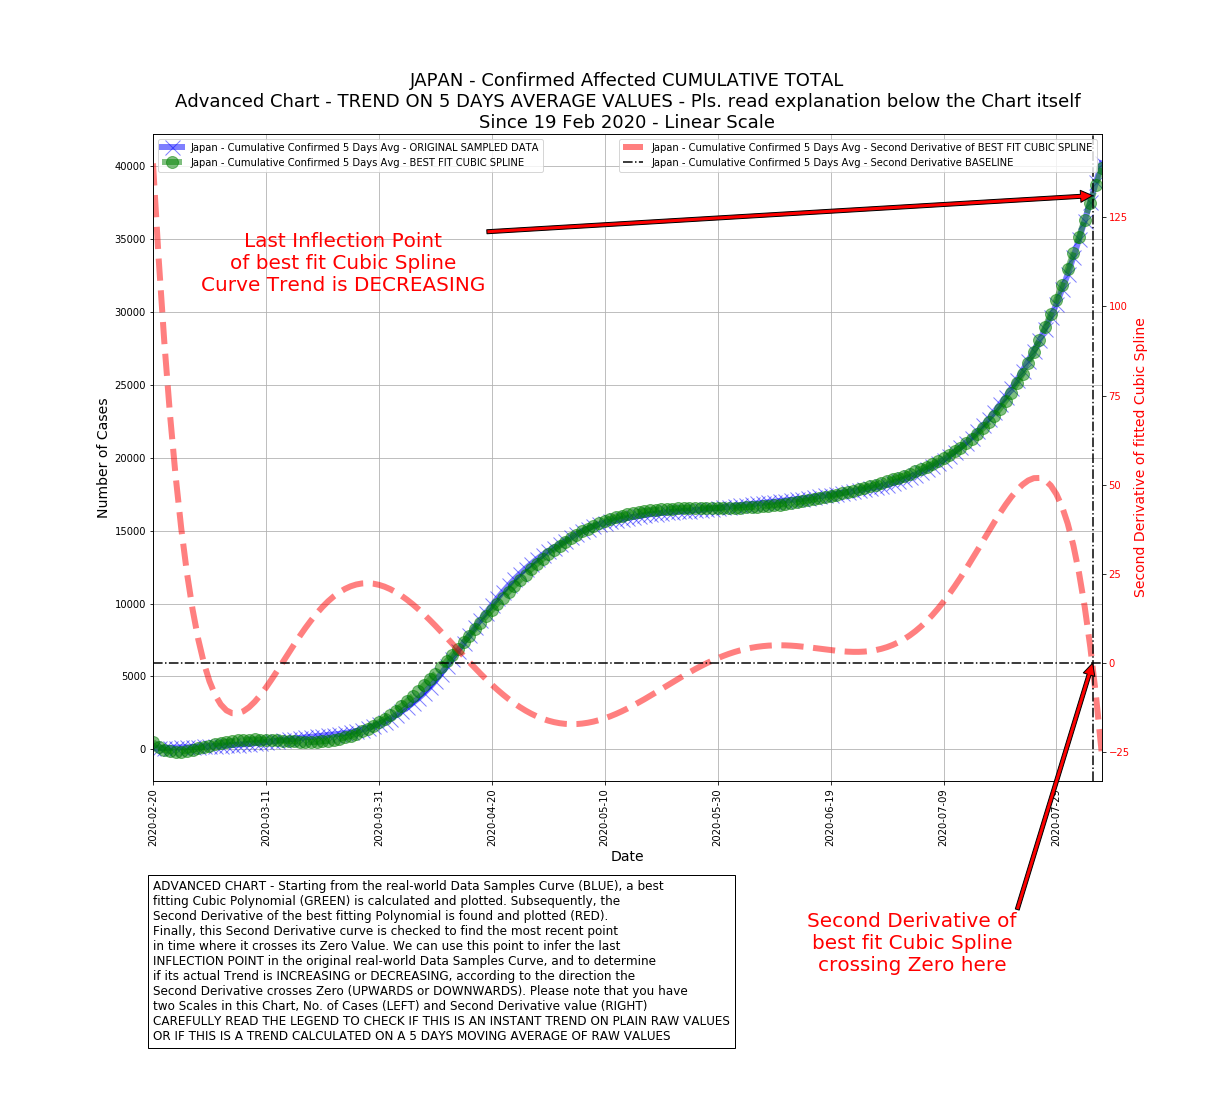 JAPAN - Confirmed Affected CUMULATIVE TOTAL
Advanced Chart - TREND ON 5 DAYS AVERAGE VALUES - Pls. read explanation below the Chart itself
Since 19 Feb 2020 - Linear Scale
Japan - Cumulative Confirmed 5 Days Avg - ORIGINAL SAMPLED DATA
Japan - Cumulative Confirmed 5 Days Avg - BEST FIT CUBIC SPLINE
Japan - Cumulative Confirmed 5 Days Avg - Second Derivative of BEST FIT CUBIC SPLINE
Japan - Cumulative Confirmed 5 Days Avg - Second Derivative BASELINE
Last Inflection Point
of best fit Cubic Spline
Curve Trend is DECREASING
Number of Cases
40000
35000
30000
25000
20000
15000
10000
5000
0
Second Derivative of fitted Cubic Spline
125
100
75
50
25
0
−25
2020-02-20
2020-03-11
2020-03-31
2020-04-20
2020-05-10
2020-05-30
2020-06-19
2020-07-09
2020-07-29
Date
ADVANCED CHART - Starting from the real-world Data Samples Curve (BLUE), a best
fitting Cubic Polynomial (GREEN) is calculated and plotted. Subsequently, the
Second Derivative of the best fitting Polynomial is found and plotted (RED).
Finally, this Second Derivative curve is checked to find the most recent point
in time where it crosses its Zero Value. We can use this point to infer the last
INFLECTION POINT in the original real-world Data Samples Curve, and to determine
if its actual Trend is INCREASING or DECREASING, according to the direction the
Second Derivative crosses Zero (UPWARDS or DOWNWARDS). Please note that you have
two Scales in this Chart, No. of Cases (LEFT) and Second Derivative value (RIGHT)
CAREFULLY READ THE LEGEND TO CHECK IF THIS IS AN INSTANT TREND ON PLAIN RAW VALUES
OR IF THIS IS A TREND CALCULATED ON A 5 DAYS MOVING AVERAGE OF RAW VALUES
Second Derivative of
best fit Cubic Spline
crossing Zero here